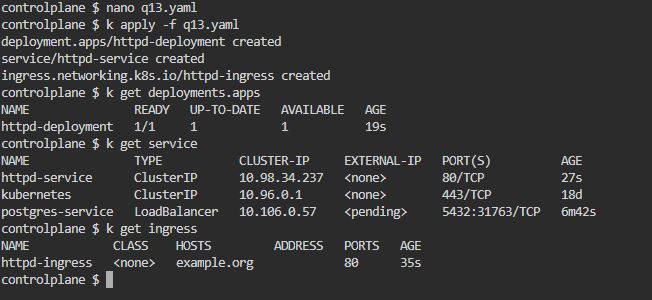 controlplane $ nano q13.yaml
controlplane $ k apply -f q13.yaml
deployment.apps/httpd-deployment created
service/httpd-service created
ingress.networking.k8s.io/httpd-ingress created
controlplane $ k get deployments.apps
NAME READY UP-TO-DATE AVAILABLE AGE
httpd-deployment 1/1 1 1 19s
controlplane $ k get service
NAME TYPE CLUSTER-IP EXTERNAL-IP PORT(S) AGE
httpd-service ClusterIP 10.98.34.237 <none> 80/TCP 27s
kubernetes ClusterIP 10.96.0.1 <none> 443/TCP 18d
postgres-service LoadBalancer 10.106.0.57 <pending> 5432:31763/TCP 6m42s
controlplane $ k get ingress
NAME CLASS HOSTS ADDRESS PORTS AGE
httpd-ingress <none> example.org 80 35s
controlplane $